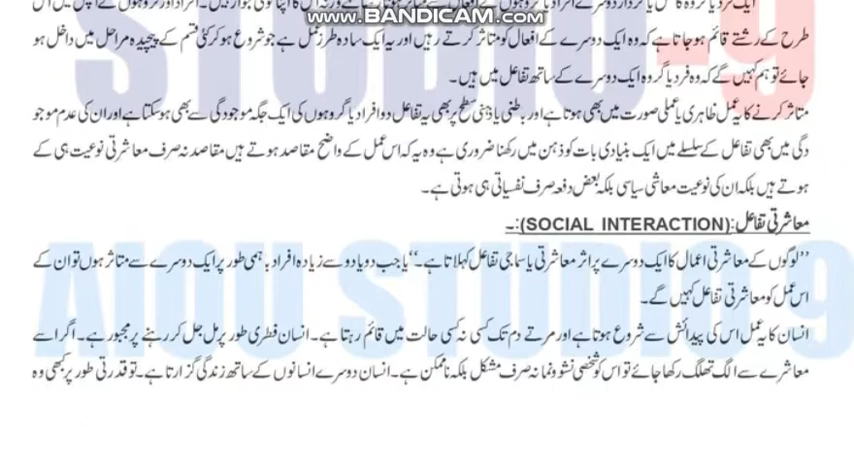 www.BANDICAM.com
STUDIO-9
طرح کے رشتے قائم ہو جاتا ہے کہ وہ ایک دوسرے کے افعال کو متاثر کرتے رہیں اور یہ ایک سادہ طرز عمل ہے جو شروع ہو کر کئی قسم کے پیچیدہ مراحل میں داخل ہو
جائے تو ہم کہیں گے کہ وہ فرد یا گروہ ایک دوسرے کے ساتھ تفاعل میں ہیں۔
متاثر کرنے کا یہ عمل ظاہری یا عملی صورت میں بھی ہوتا ہے اور باطنی یا ذہنی سطح پر بھی یہ تفاعل دو افراد یا گروہوں کی ایک جگہ موجودگی سے بھی ہو سکتا ہے اور ان کی عدم موجو
دگی میں بھی تفاعل کے سلسلے میں ایک بنیادی بات کو ذہن میں رکھنا ضروری ہے وہ یہ کہ اس عمل کے واضح مقاصد ہوتے ہیں مقاصد نہ صرف معاشرتی نوعیت ہی کے
ہوتے ہیں بلکہ ان کی نوعیت معاشی سیاسی بلکہ بعض دفعہ صرف نفسیاتی ہی ہوتی ہے۔
معاشرتی تفاعل: (SOCIAL INTERACTION):۔
”لوگوں کے معاشرتی اعمال کا ایک دوسرے پر اثر معاشرتی یا سماجی تفاعل کہلاتا ہے۔“ یا جب دو یا دو سے زیادہ افراد باہمی طور پر ایک دوسرے سے متاثر ہوں تو ان کے
اس عمل کو معاشرتی تفاعل کہیں گے۔
AIOU STUDIO 9
انسان کا یہ عمل اس کی پیدائش سے شروع ہوتا ہے اور مرتے دم تک کسی نہ کسی حالت میں قائم رہتا ہے۔ انسان فطری طور پر مل جل کر رہنے پر مجبور ہے۔ اگر اسے
معاشرے سے الگ تھلگ رکھا جائے تو اس کو شخصی نشوونما نہ صرف مشکل بلکہ ناممکن ہے۔ انسان دوسرے انسانوں کے ساتھ زندگی گزارتا ہے۔ تو قدرتی طور پر کبھی وہ